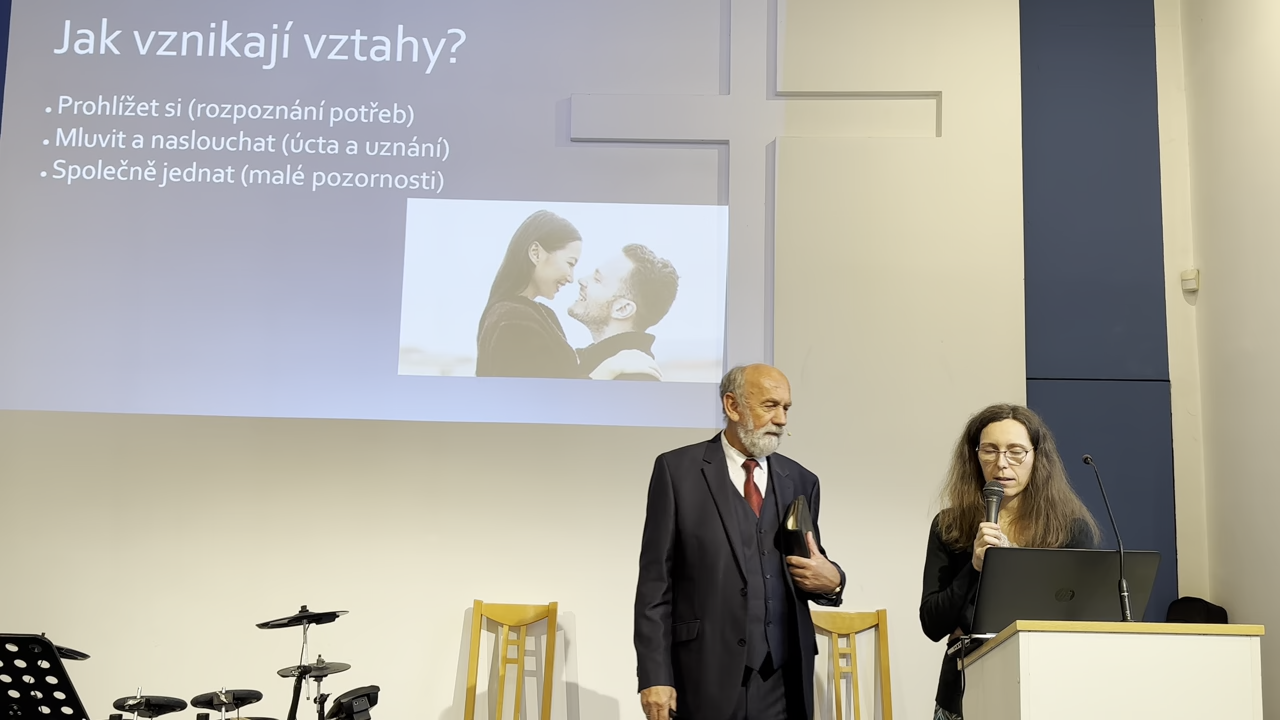 Jak vznikají vztahy?
• Prohlížet si (rozpoznání potřeb)
• Mluvit a naslouchat (úcta a uznání)
• Společně jednat (malé pozornosti)